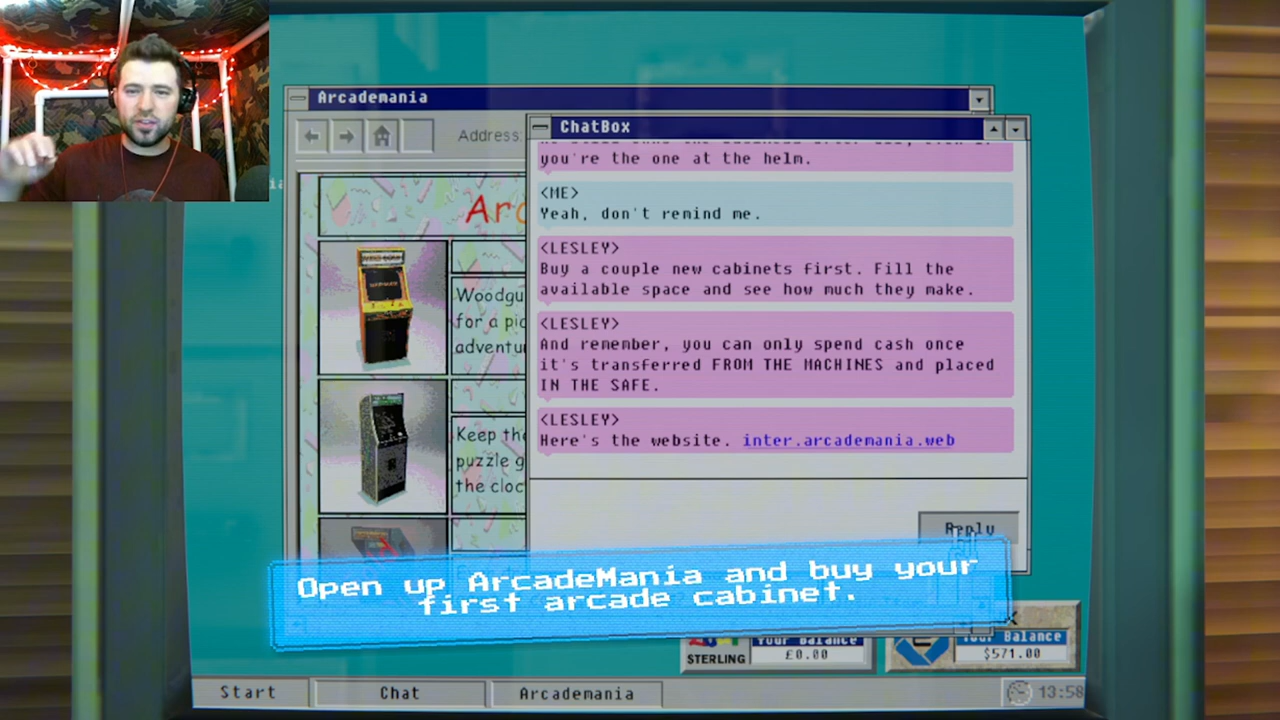 Arcademania
Address:
ChatBox
you're the one at the helm.
<ME>
Yeah, don't remind me.
<LESLEY>
Buy a couple new cabinets first. Fill the
available space and see how much they make.
<LESLEY>
And remember, you can only spend cash once
it's transferred FROM THE MACHINES and placed
IN THE SAFE.
<LESLEY>
Here's the website. inter.arcademania.web
Arc
Woodgu
for a pic
adventu
Keep the
puzzle g
the cloc
Reply
Open up ArcadeMania and buy your
first arcade cabinet.
STERLING
Your Balance
£0.00
Your Balance
$571.00
Start
Chat
Arcademania
13:58